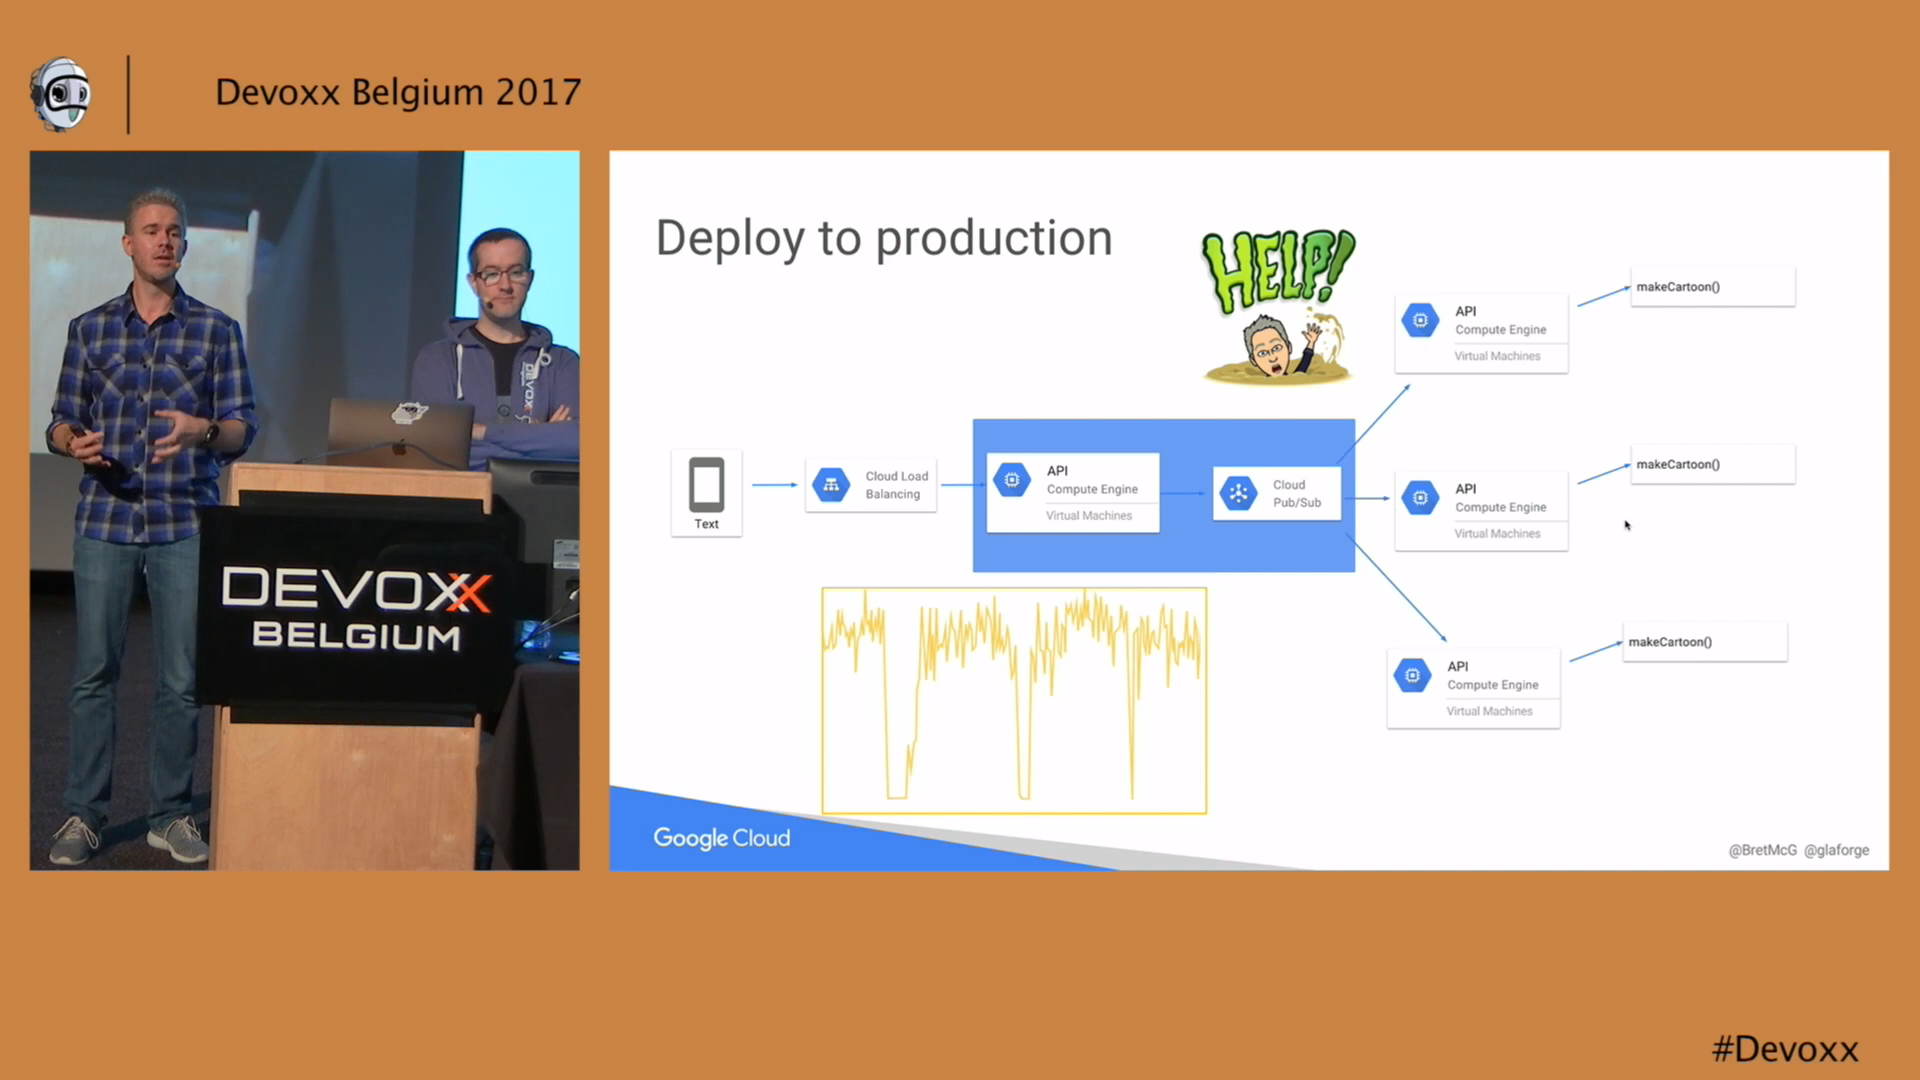 Devoxx Belgium 2017
DEVOXX
DEVOXX
BELGIUM
Deploy to production
HELP!
Text
Cloud Load
Balancing
API
Compute Engine
Virtual Machines
Cloud
Pub/Sub
API
Compute Engine
Virtual Machines
makeCartoon()
API
Compute Engine
Virtual Machines
makeCartoon()
API
Compute Engine
Virtual Machines
makeCartoon()
Google Cloud
@BretMcG @glaforge
#Devoxx